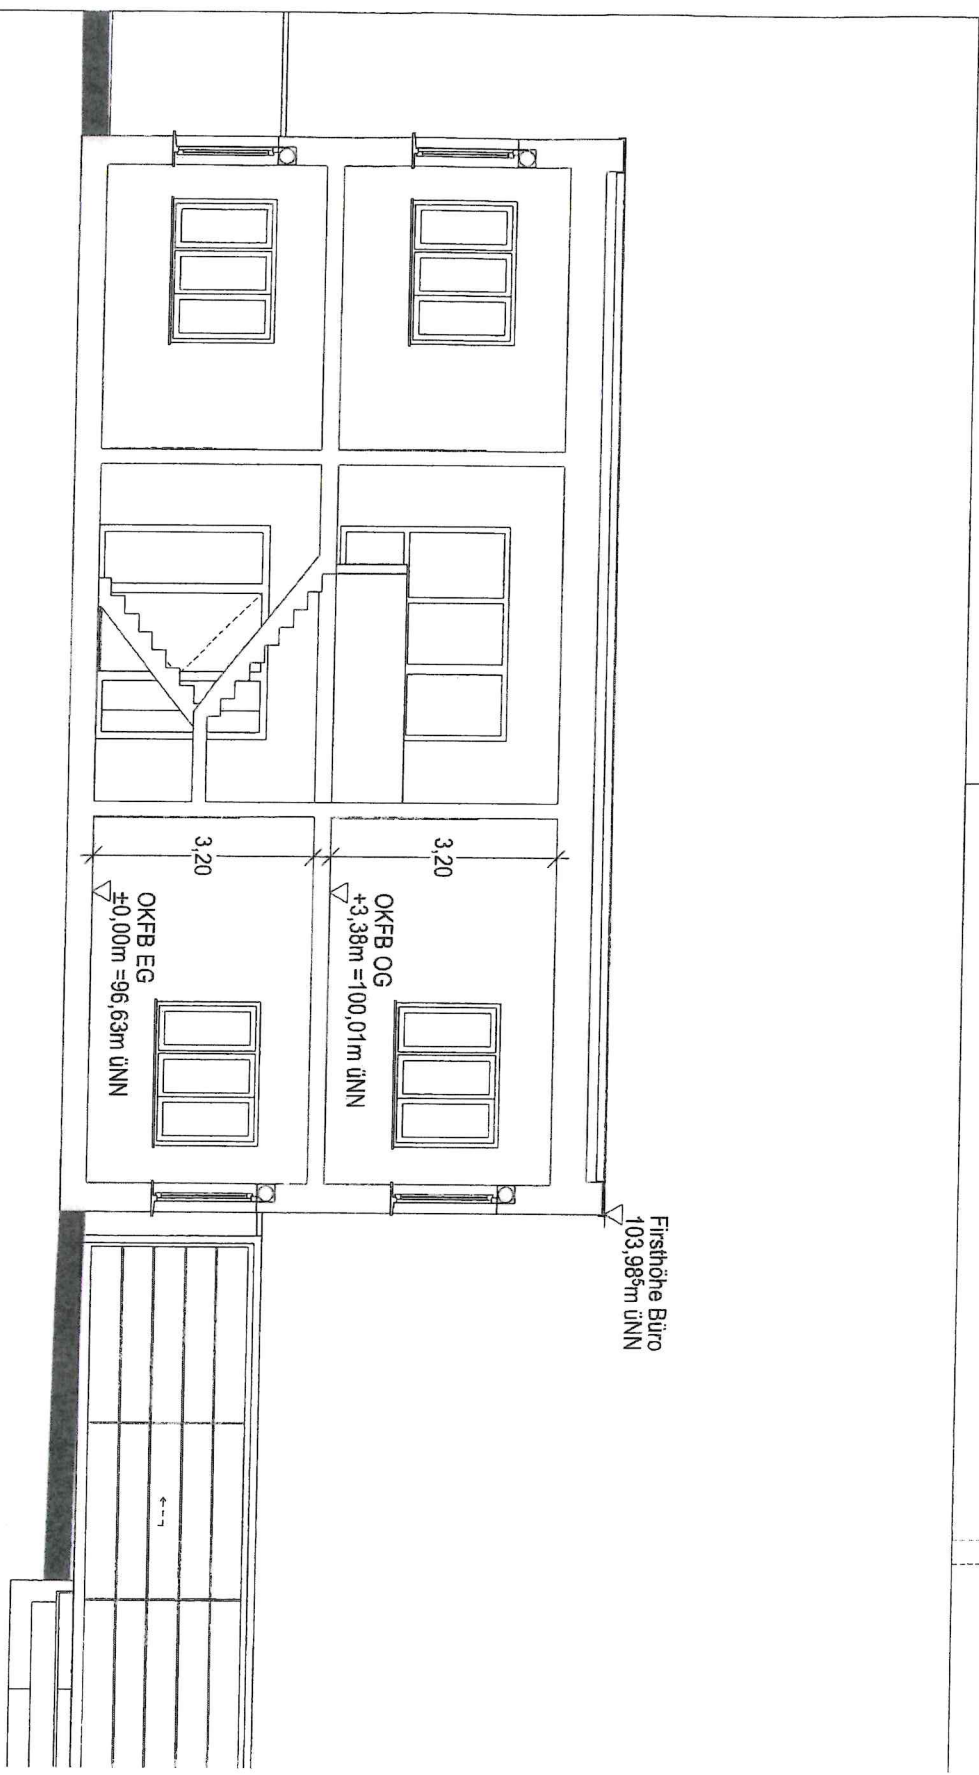 Firsthöhe Büro
103,98⁵m üNN
3,20
OKFB OG
+3,38m =100,01m üNN
3,20
OKFB EG
±0,00m =96,63m üNN